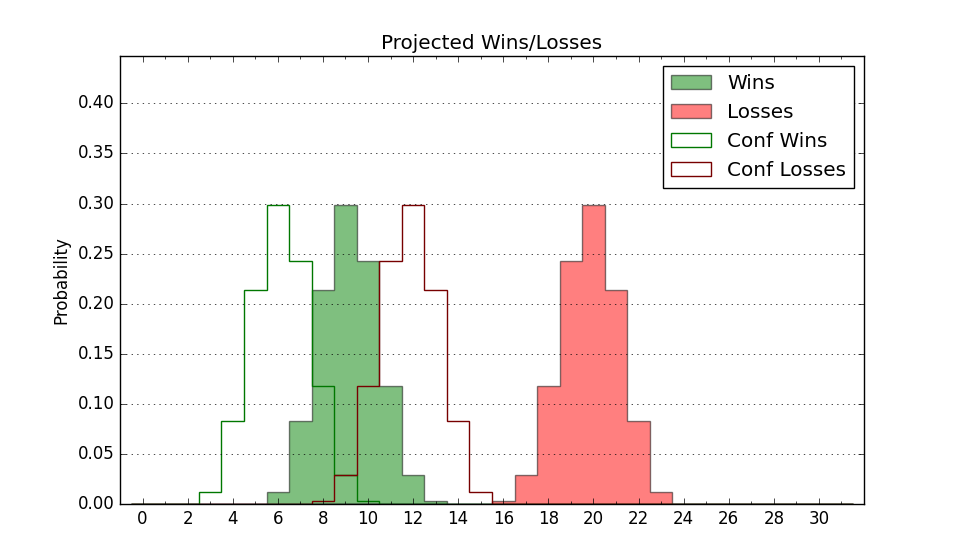 Projected Wins/Losses
Wins
Losses
Conf Wins
Conf Losses
Probability
0.40
0.35
0.30
0.25
0.20
0.15
0.10
0.05
0.00
0 2 4 6 8 10 12 14 16 18 20 22 24 26 28 30